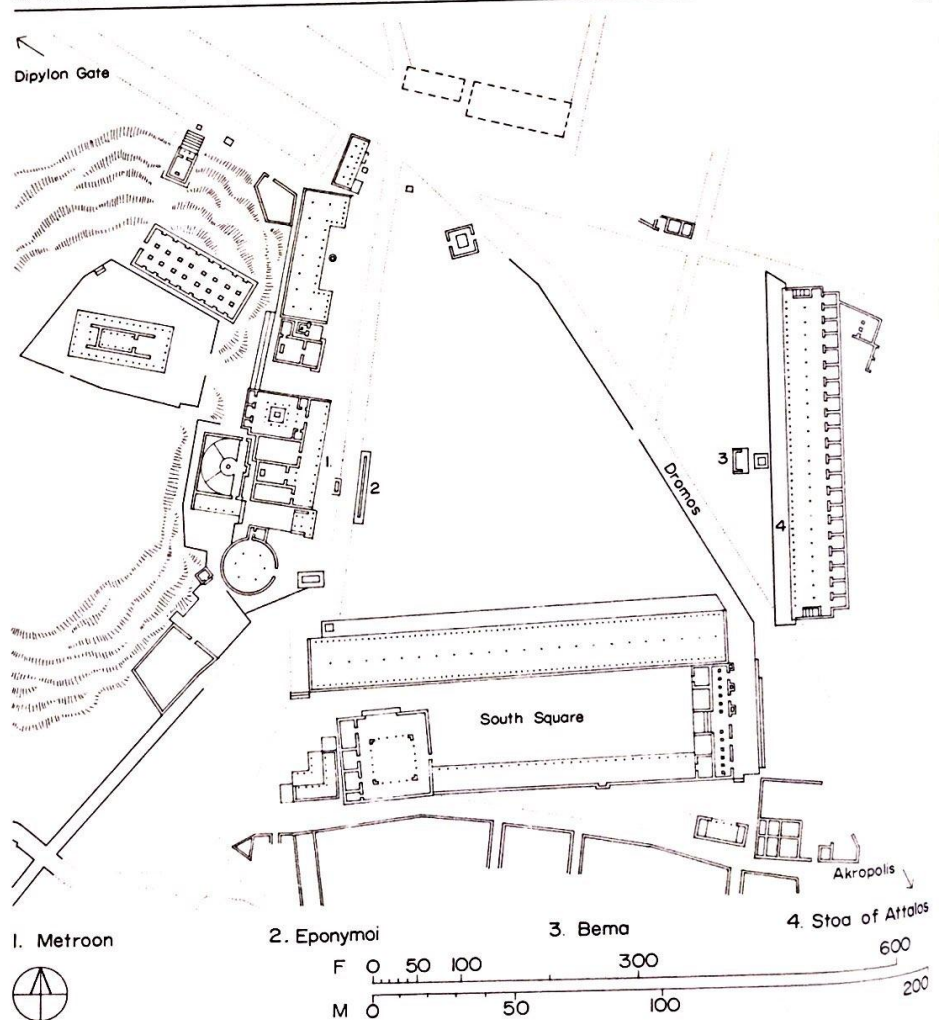 Dipylon Gate
1.
2
3
4
Dromos
South Square
Akropolis
1. Metroon
2. Eponymoi
3. Bema
4. Stoa of Attalos
F 0 50 100 300 600
M 0 50 100 200